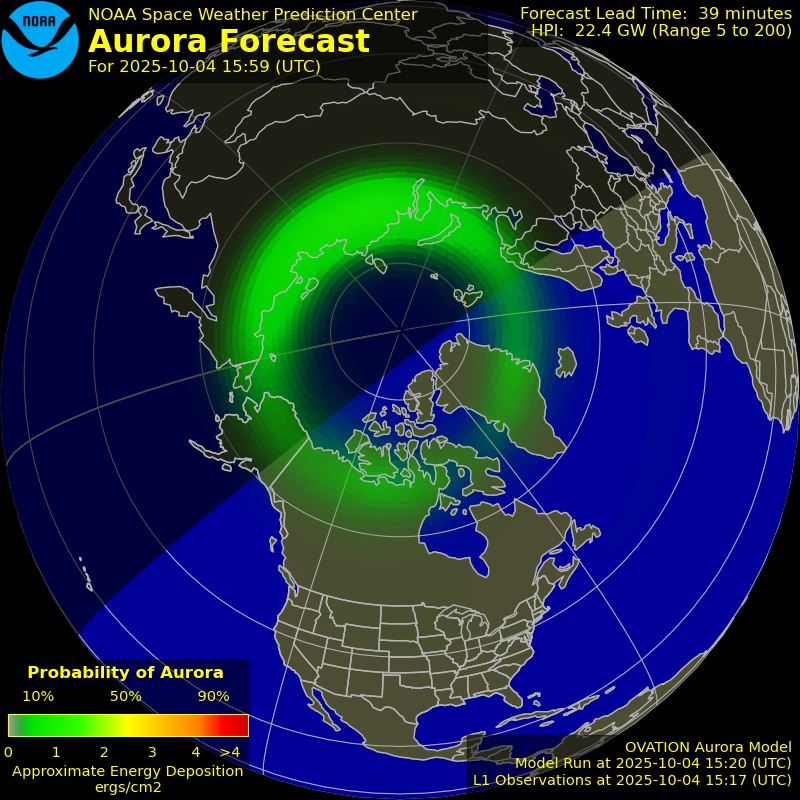 NOAA
NOAA Space Weather Prediction Center
Aurora Forecast
For 2025-10-04 15:59 (UTC)
Forecast Lead Time: 39 minutes
HPI: 22.4 GW (Range 5 to 200)
Probability of Aurora
10% 50% 90%
0 1 2 3 4 >4
Approximate Energy Deposition
ergs/cm2
OVATION Aurora Model
Model Run at 2025-10-04 15:20 (UTC)
L1 Observations at 2025-10-04 15:17 (UTC)